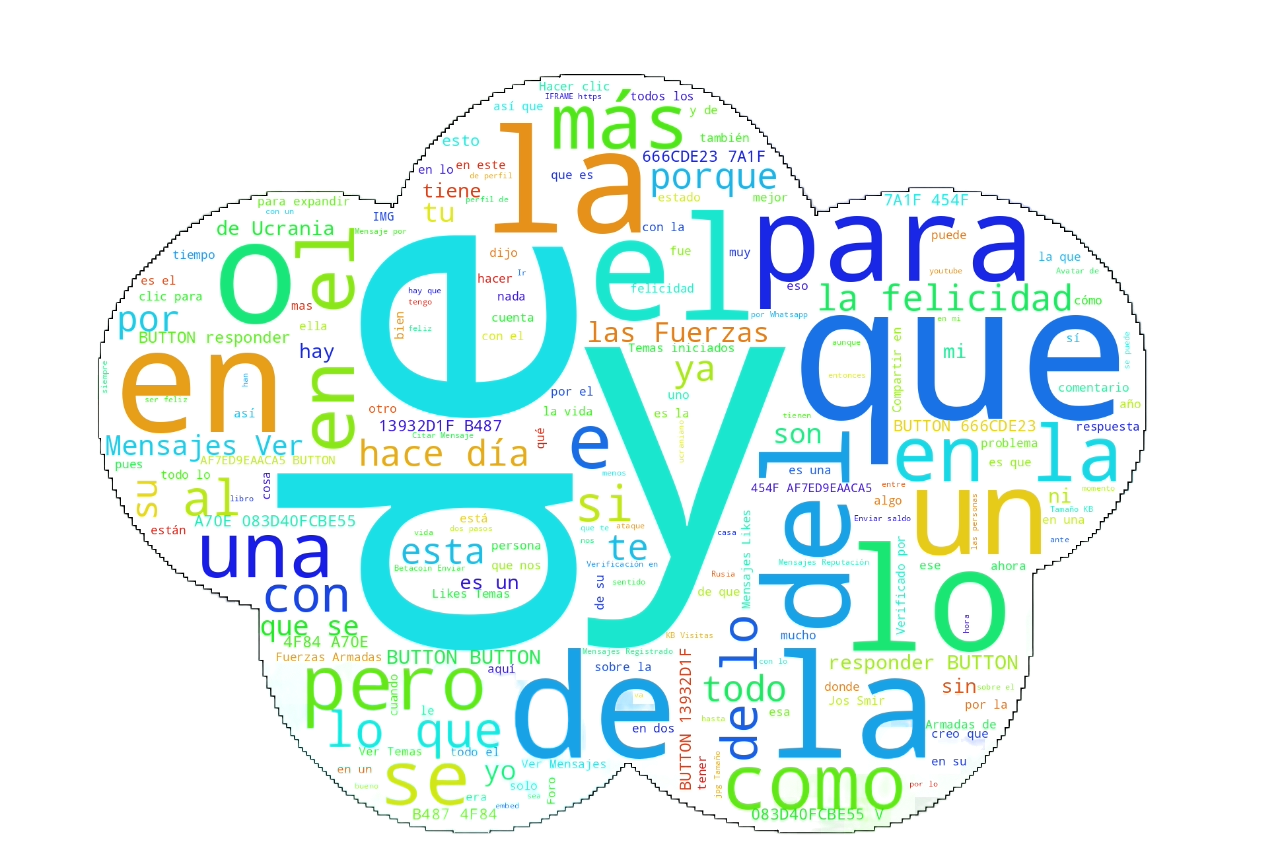 Hacer clic
IFRAME https
todos los
así que
más
y de
esto
la
también
666CDE23 7A1F
en lo
en este
que es
porque
de perfil
tiene
perfil de
estado
mejor
para expandir
con un
IMG
tu
7A1F 454F
de Ucrania
Mensaje por
el
para
con la
puede
tiempo
o
en el
de
dijo
fue
muy
la que
es el
hacer
Ir
youtube
Avatar de
clic para
mas
hay que
tengo
nada
felicidad
eso
la felicidad
cómo
por
ella
bien
feliz
cuenta
por Whatsapp
en mi
BUTTON responder
con el
las Fuerzas
que
sí
se puede
hay
Temas iniciados
y
aunque
Compartir en
mi
en
siempre
han
ya
entonces
comentario
ser feliz
por el
uno
año
así
otro
la vida
es la
tienen
13932D1F B487
BUTTON 666CDE23
respuesta
Citar Mensaje
qué
e
ucraniano
son
en la
problema
Mensajes Ver
hace día
es que
pues
AF7ED9EAACA5 BUTTON
es una
todo lo
menos
del
454F AF7ED9EAACA5
entre
momento
su
al
libro
cosa
si
algo
un
ni
Tamaño KB
A70E 083D40FCBE55
está
dos pasos
que te
ataque
Enviar saldo
las personas
en una
están
vida
nos
casa
Mensajes Likes
ante
una
esta
persona
te
lo
Verificación en
Mensajes Reputación
Verificado por
ese
ahora
Betacoin Enviar
que nos
es un
Rusia
con
Likes Temas
de su
sentido
de que
hora
que se
4F84 A70E
KB Visitas
de lo
mucho
Fuerzas Armadas
BUTTON BUTTON
Mensajes Registrado
con lo
responder BUTTON
aquí
sobre la
BUTTON 13932D1F
pero
cuando
de la
todo
donde
sin
sobre el
Jos Smir
por la
le
esa
lo que
en dos
hasta
Armadas de
creo que
Ver Temas
todo el
en un
se
yo
Ver Mensajes
tener
jpg Tamaño
en su
bueno
solo
como
por lo
era
sea
Foro
embed
B487 4F84
083D40FCBE55 V